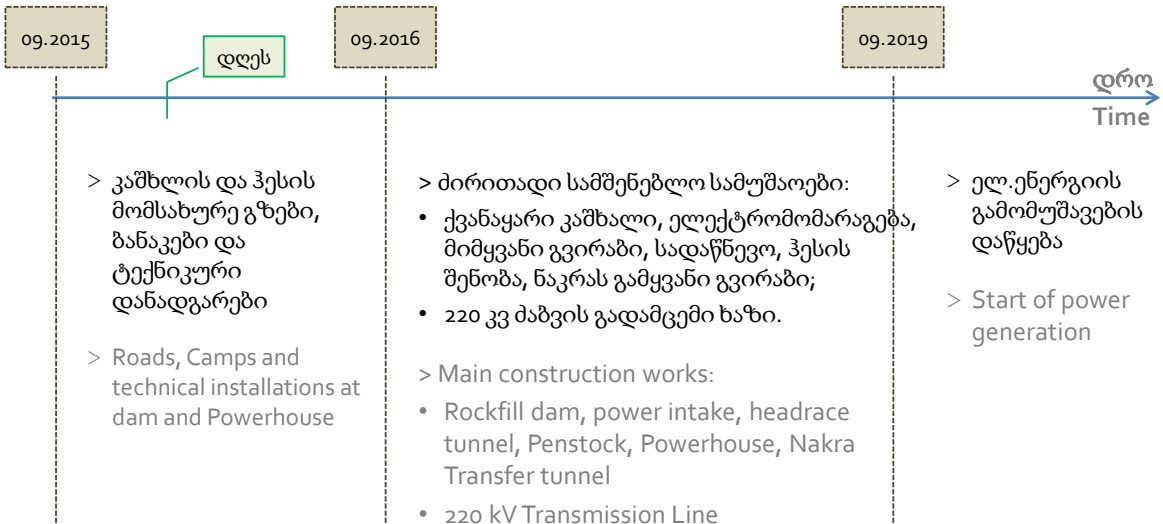 09.2015
დღეს
09.2016
09.2019
დრო
Time
> კაშხლის და ჰესის
მომსახურე გზები,
ბანაკები და
ტექნიკური
დანადგარები
> Roads, Camps and
technical installations at
dam and Powerhouse
> ძირითადი სამშენებლო სამუშაოები:
• ქვანაყარი კაშხალი, ელექტრომომარაგება,
მიმყვანი გვირაბი, სადაწნევო, ჰესის
შენობა, ნაკრას გამყვანი გვირაბი;
• 220 კვ ძაბვის გადამცემი ხაზი.
> Main construction works:
• Rockfill dam, power intake, headrace
tunnel, Penstock, Powerhouse, Nakra
Transfer tunnel
• 220 kV Transmission Line
> ელ.ენერგიის
გამომუშავების
დაწყება
> Start of power
generation